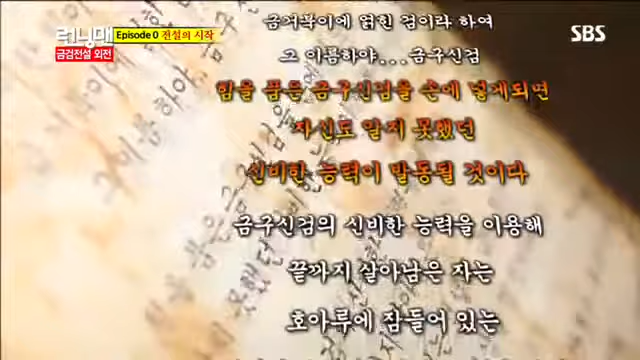 런닝맨
금검전설 외전
Episode 0 전설의 시작
SBS
금거북이에 얽힌 검이라 하여
그 이름하야...금구신검
힘을 품은 금구신검을 손에 넣게되면
자신도 알지 못했던
신비한 능력이 발동될 것이다
금구신검의 신비한 능력을 이용해
끝까지 살아남은 자는
호아루에 잠들어 있는